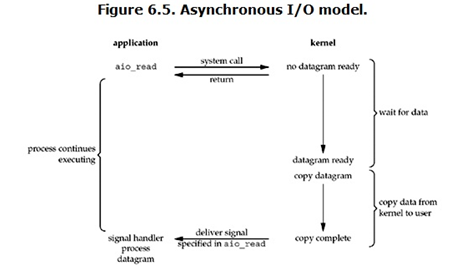 Figure 6.5. Asynchronous I/O model.
application
kernel
aio_read
system call
return
no datagram ready
process continues
executing
wait for data
datagram ready
copy datagram
copy data from
kernel to user
signal handler
process
datagram
deliver signal
specified in aio_read
copy complete